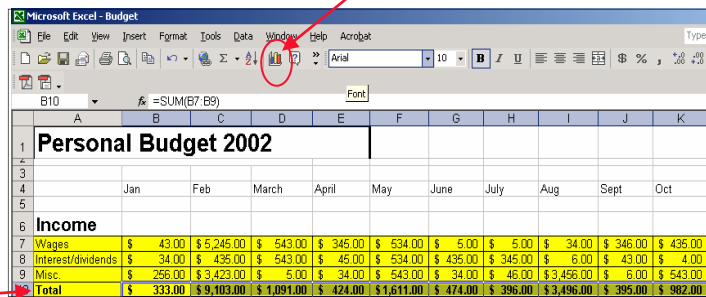 Microsoft Excel - Budget
File Edit View Insert Format Tools Data Window Help Acrobat Type
Arial 10 B I U $ % ,
Font
B10 fx =SUM(B7:B9)
A B C D E F G H I J K
1 Personal Budget 2002
2
3
4 Jan Feb March April May June July Aug Sept Oct
5
6 Income
7 Wages $ 43.00 $ 5,245.00 $ 543.00 $ 345.00 $ 534.00 $ 5.00 $ 5.00 $ 34.00 $ 346.00 $ 435.00
8 Interest/dividends $ 34.00 $ 435.00 $ 543.00 $ 45.00 $ 534.00 $ 435.00 $ 345.00 $ 6.00 $ 43.00 $ 4.00
9 Misc. $ 256.00 $ 3,423.00 $ 5.00 $ 34.00 $ 543.00 $ 34.00 $ 46.00 $ 3,456.00 $ 6.00 $ 543.00
Total $ 333.00 $ 9,103.00 $ 1,091.00 $ 424.00 $ 1,611.00 $ 474.00 $ 396.00 $ 3,496.00 $ 395.00 $ 982.00